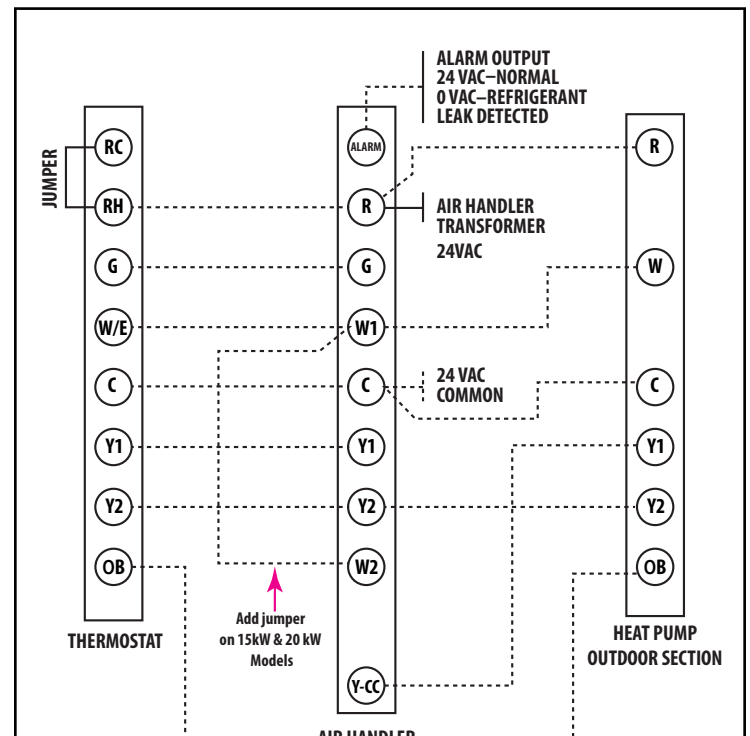 ALARM OUTPUT
24 VAC–NORMAL
0 VAC–REFRIGERANT
LEAK DETECTED
JUMPER
RC
RH
G
W/E
C
Y1
Y2
OB
THERMOSTAT
ALARM
R
G
W1
C
Y1
Y2
W2
Y-CC
AIR HANDLER
AIR HANDLER
TRANSFORMER
24VAC
24 VAC
COMMON
Add jumper
on 15kW & 20 kW
Models
R
W
C
Y1
Y2
OB
HEAT PUMP
OUTDOOR SECTION